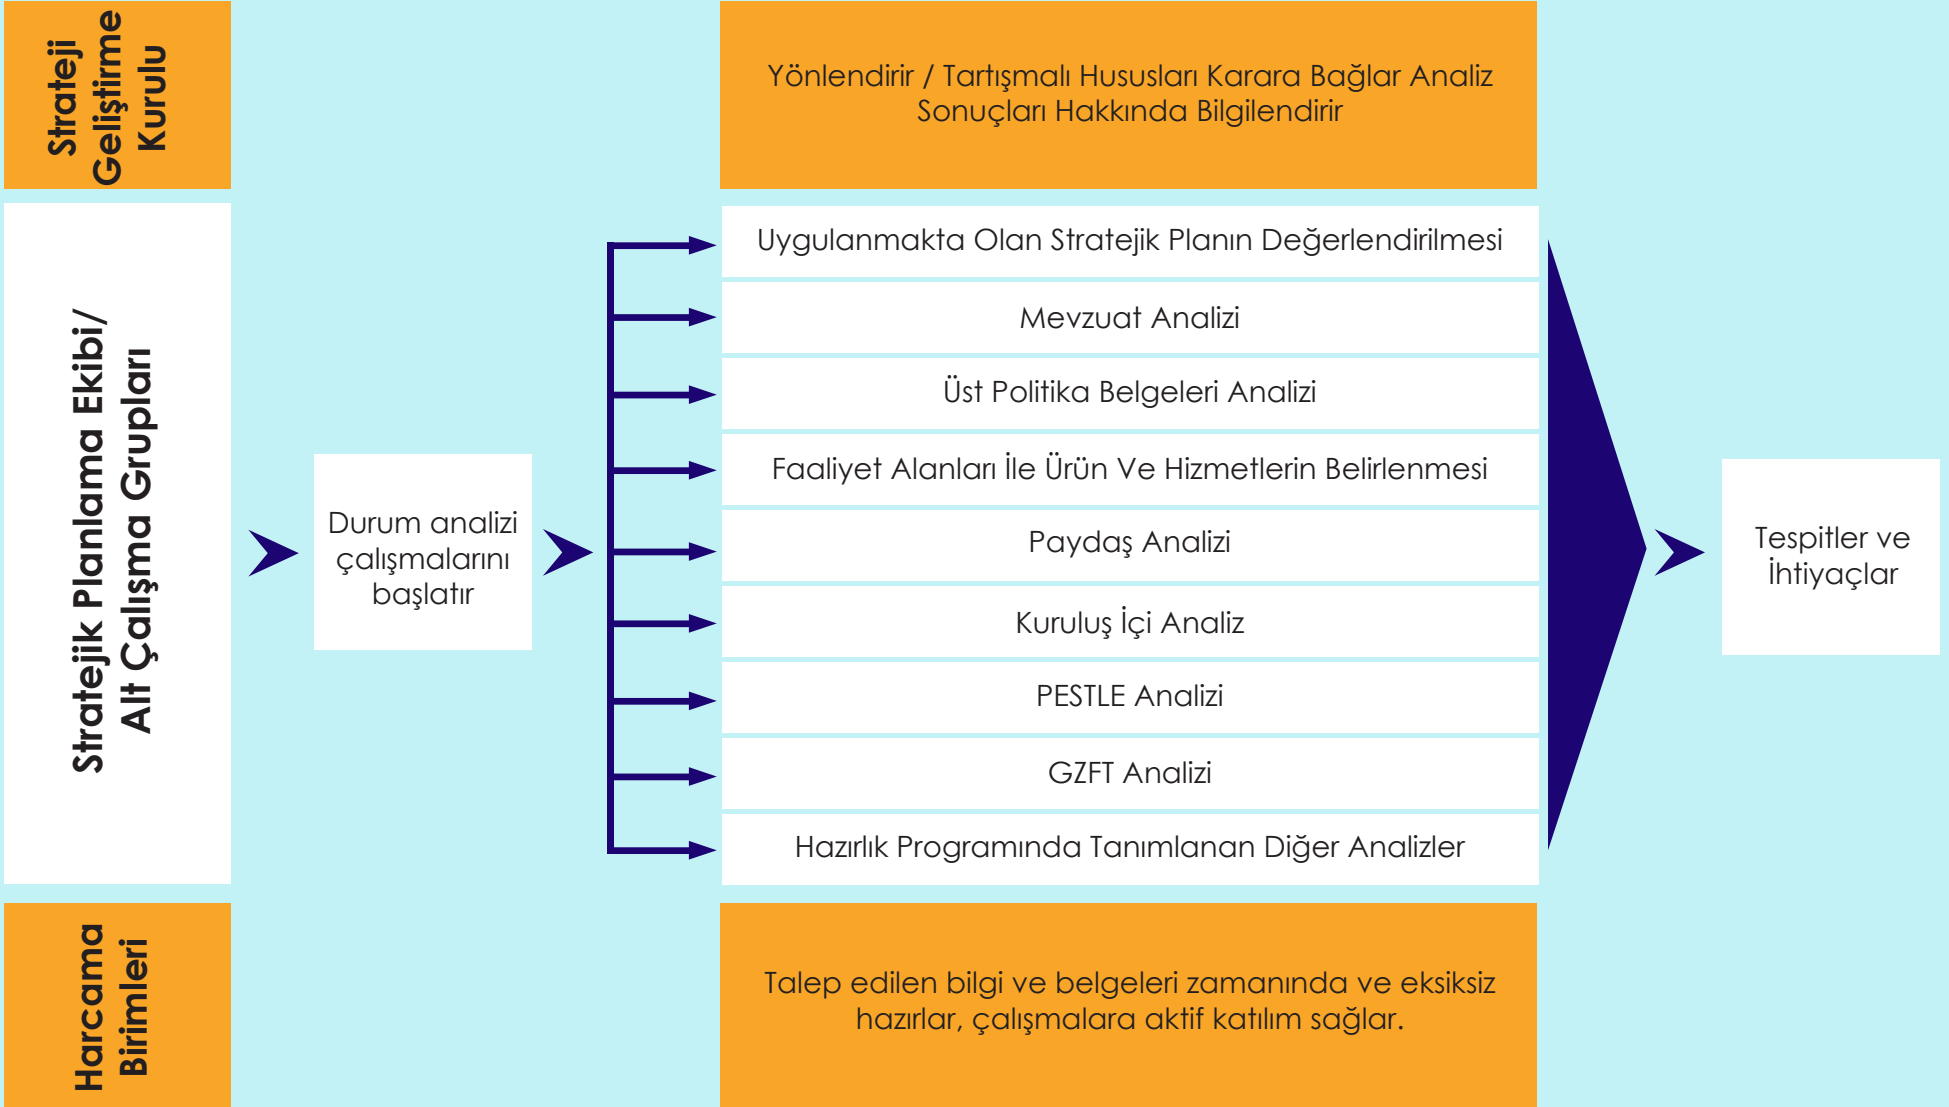 Strateji
Geliştirme
Kurulu
Yönlendirir / Tartışmalı Hususları Karara Bağlar Analiz
Sonuçları Hakkında Bilgilendirir
Stratejik Planlama Ekibi/
Alt Çalışma Grupları
Durum analizi
çalışmalarını
başlatır
Uygulanmakta Olan Stratejik Planın Değerlendirilmesi
Mevzuat Analizi
Üst Politika Belgeleri Analizi
Faaliyet Alanları İle Ürün Ve Hizmetlerin Belirlenmesi
Paydaş Analizi
Kuruluş İçi Analiz
PESTLE Analizi
GZFT Analizi
Hazırlık Programında Tanımlanan Diğer Analizler
Tespitler ve
İhtiyaçlar
Harcama
Birimleri
Talep edilen bilgi ve belgeleri zamanında ve eksiksiz
hazırlar, çalışmalara aktif katılım sağlar.